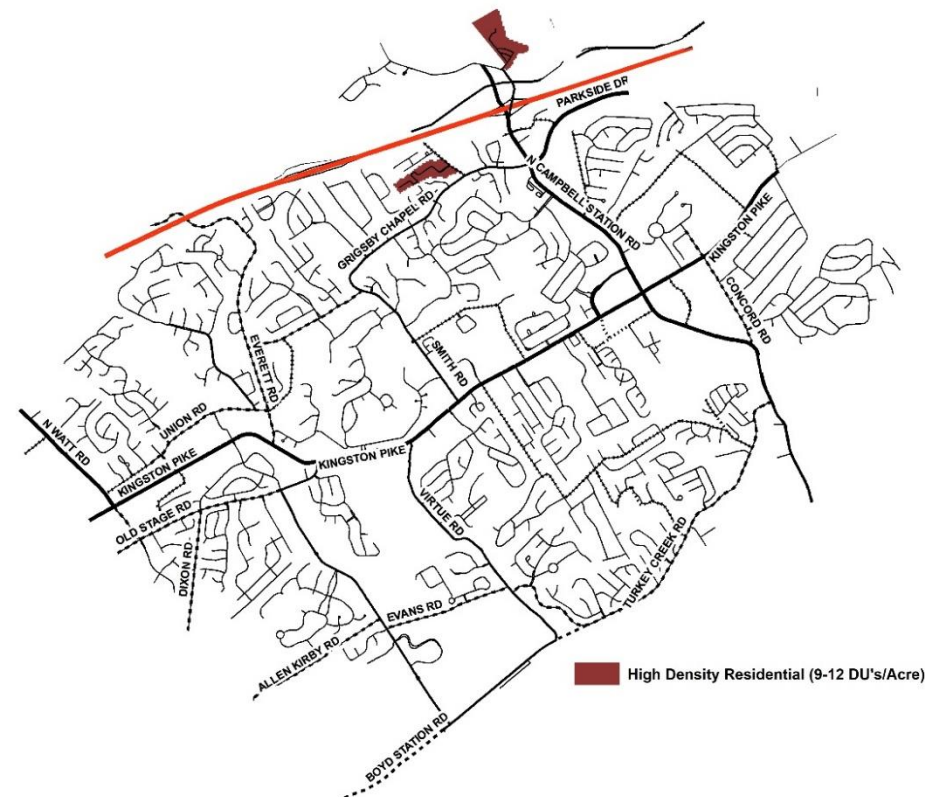 PARKSIDE DR
N CAMPBELL STATION RD
GRIGSBY CHAPEL RD
KINGSTON PIKE
CONCORD RD
EVERETT RD
SMITH RD
UNION RD
N WATT RD
KINGSTON PIKE
KINGSTON PIKE
OLD STAGE RD
VIRTUE RD
DIXON RD
TURKEY CREEK RD
EVANS RD
ALLEN KIRBY RD
High Density Residential (9-12 DU's/Acre)
BOYD STATION RD